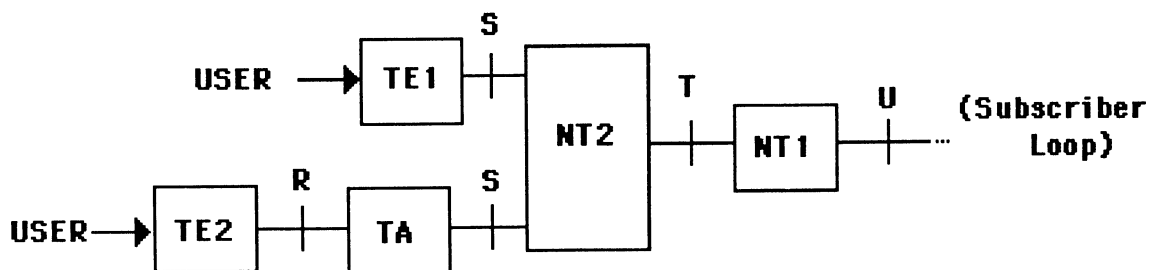 S
USER TE1
NT2
T
NT1
U
(Subscriber
Loop)
...
R
S
USER TE2
TA